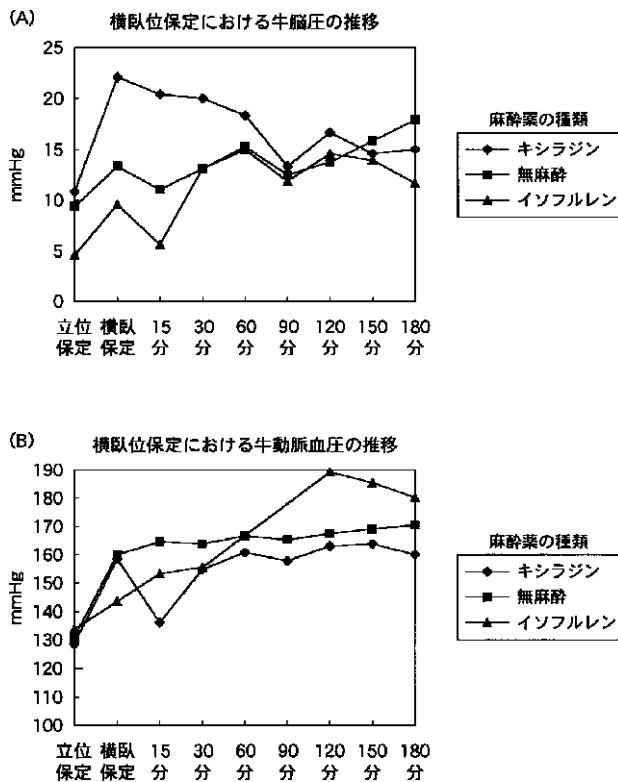 (A)
横臥位保定における牛脳圧の推移
25
20
15
10
5
0
mmHg
立位 横臥 15 30 60 90 120 150 180
保定 保定 分 分 分 分 分 分 分
麻酔薬の種類
キシラジン
無麻酔
イソフルレン
(B)
横臥位保定における牛動脈血圧の推移
190
180
170
160
150
140
130
120
110
100
mmHg
立位 横臥 15 30 60 90 120 150 180
保定 保定 分 分 分 分 分 分 分
麻酔薬の種類
キシラジン
無麻酔
イソフルレン